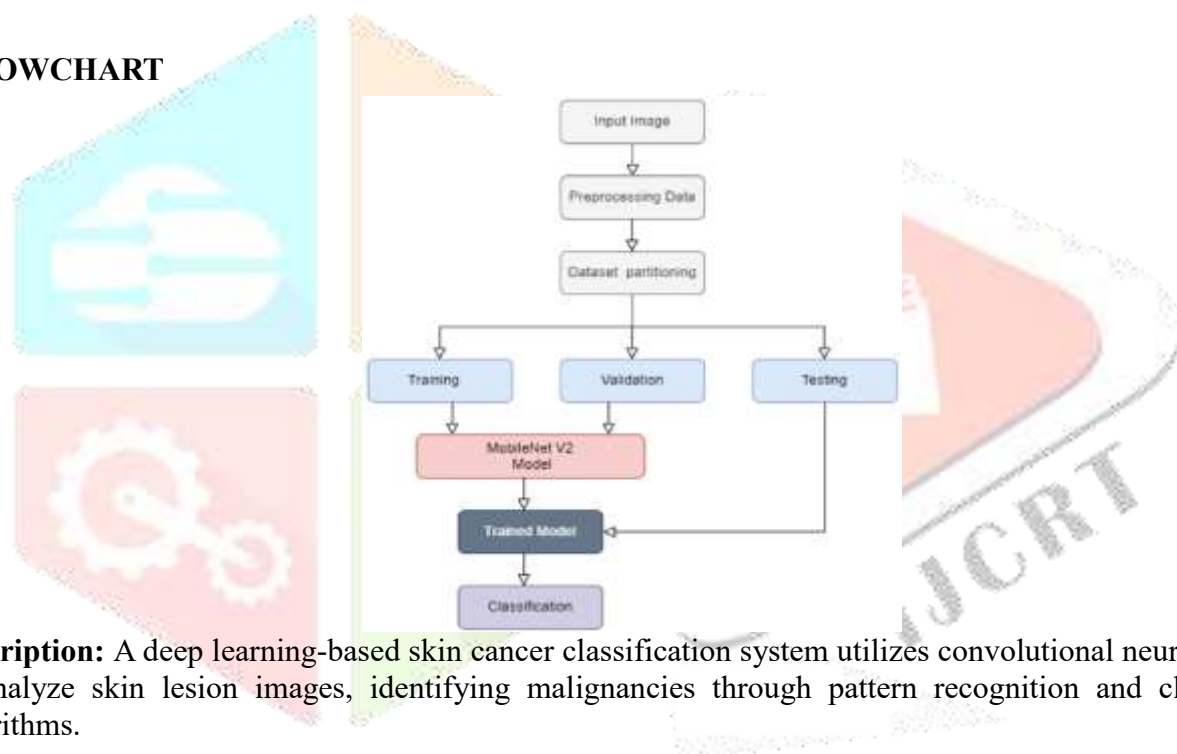 OWCHART
Input Image
Preprocessing Data
Dataset partitioning
Training Validation Testing
MobileNet V2
Model
Trained Model
Classification
IJCRT
ription: A deep learning-based skin cancer classification system utilizes convolutional neur
nalyze skin lesion images, identifying malignancies through pattern recognition and cl
rithms.